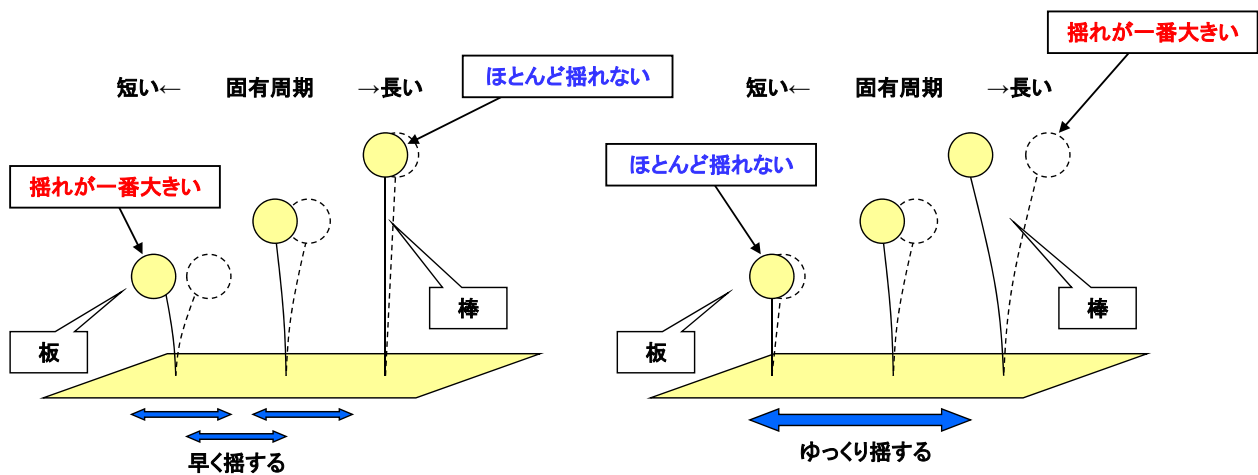 短い←　固有周期　→長い
ほとんど揺れない
揺れが一番大きい
板
棒
早く揺する
短い←　固有周期　→長い
揺れが一番大きい
ほとんど揺れない
板
棒
ゆっくり揺する